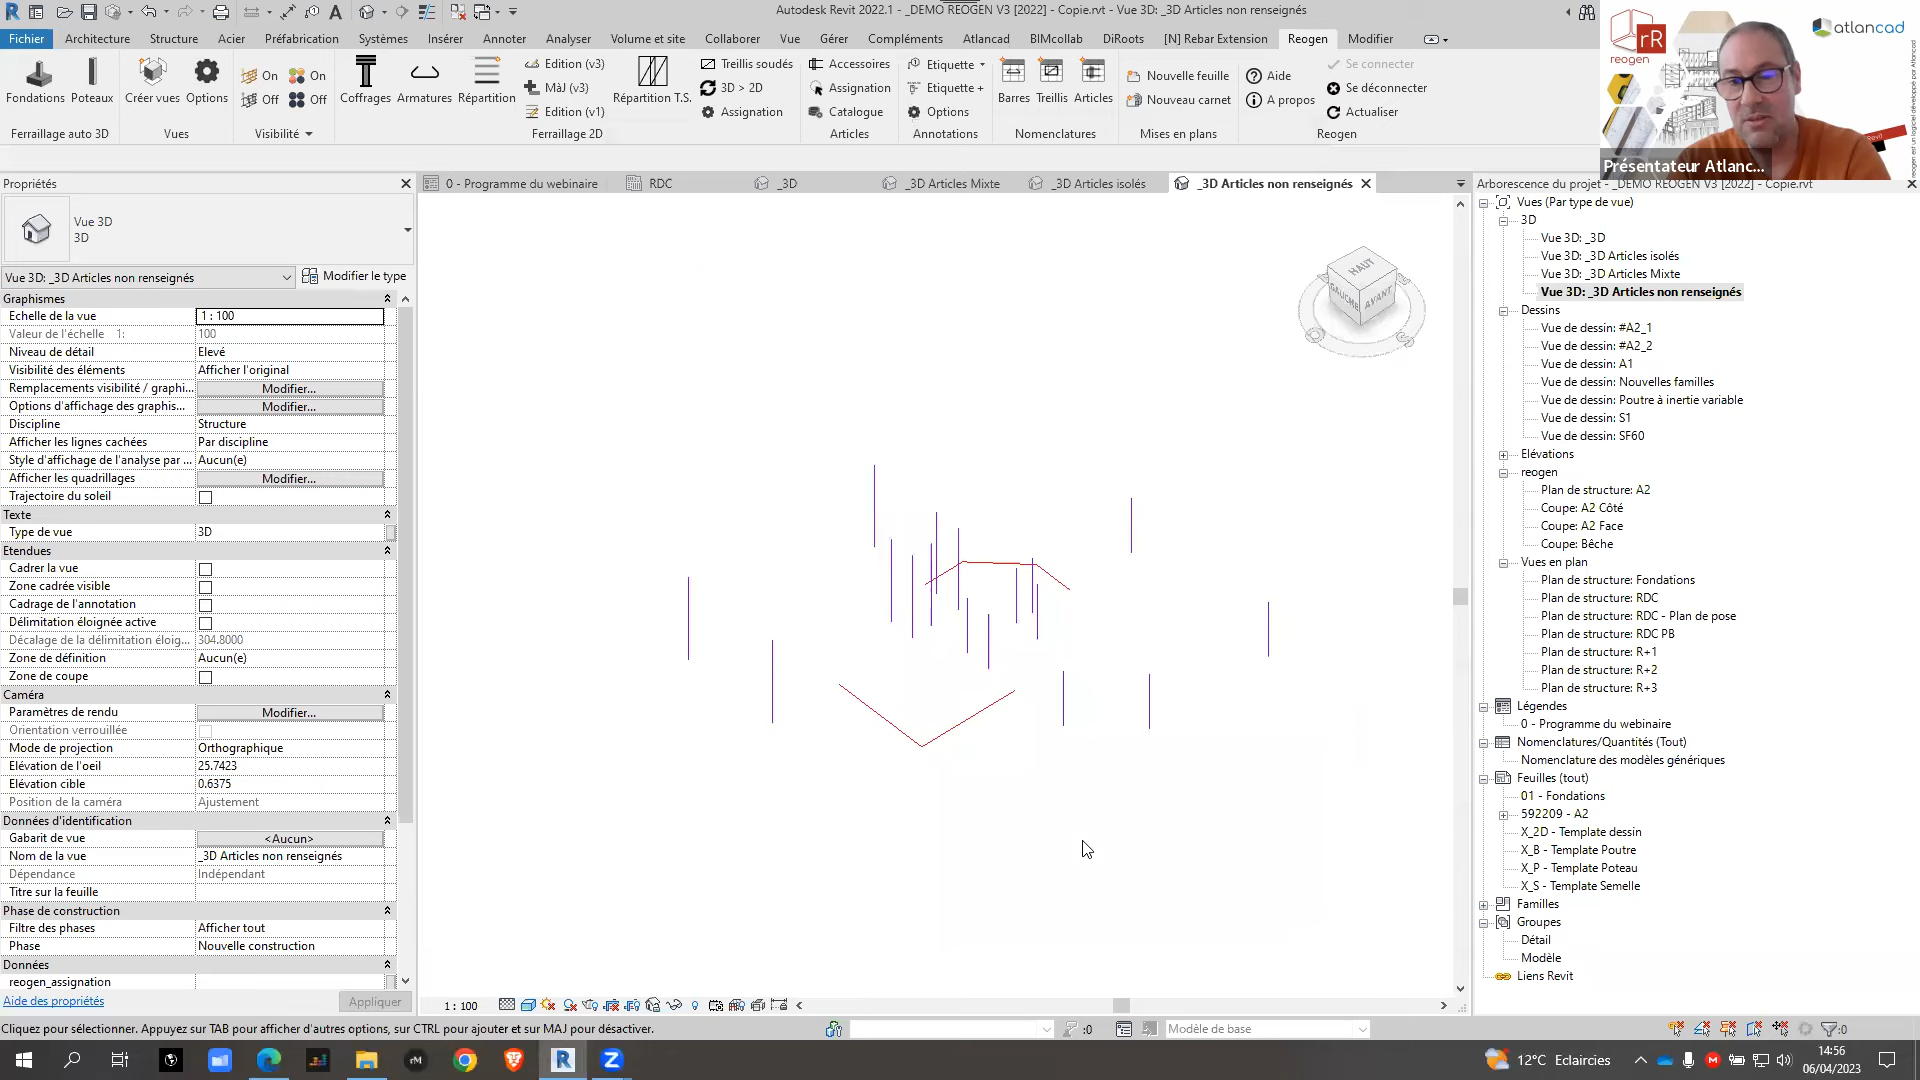 Autodesk Revit 2022.1 - _DEMO REOGEN V3 [2022] - Copie.rvt - Vue 3D: _3D Articles non renseignés
Fichier Architecture Structure Acier Préfabrication Systèmes Insérer Annoter Analyser Volume et site Collaborer Vue Gérer Compléments Atlancad BIMcollab DiRoots [N] Rebar Extension Reogen Modifier
Fondations Poteaux
Ferraillage auto 3D
Créer vues Options
Vues
On On
Off Off
Visibilité
Coffrages Armatures Répartition
Edition (v3)
MàJ (v3)
Edition (v1)
Répartition T.S.
Treillis soudés
3D > 2D
Assignation
Ferraillage 2D
Accessoires
Assignation
Catalogue
Articles
Etiquette
Etiquette +
Options
Annotations
Barres Treillis Articles
Nomenclatures
Nouvelle feuille
Nouveau carnet
Mises en plans
Aide
A propos
Se connecter
Se déconnecter
Actualiser
Reogen
rR
reogen
atlancad
Présentateur Atlanc...
Propriétés
Vue 3D
3D
Vue 3D: _3D Articles non renseignés
Modifier le type
Graphismes
Echelle de la vue 1 : 100
Valeur de l'échelle 1: 100
Niveau de détail Elevé
Visibilité des éléments Afficher l'original
Remplacements visibilité / graphi... Modifier...
Options d'affichage des graphis... Modifier...
Discipline Structure
Afficher les lignes cachées Par discipline
Style d'affichage de l'analyse par ... Aucun(e)
Afficher les quadrillages Modifier...
Trajectoire du soleil
Texte
Type de vue 3D
Etendues
Cadrer la vue
Zone cadrée visible
Cadrage de l'annotation
Délimitation éloignée active
Décalage de la délimitation éloig... 304.8000
Zone de définition Aucun(e)
Zone de coupe
Caméra
Paramètres de rendu Modifier...
Orientation verrouillée
Mode de projection Orthographique
Elévation de l'oeil 25.7423
Elévation cible 0.6375
Position de la caméra Ajustement
Données d'identification
Gabarit de vue <Aucun>
Nom de la vue _3D Articles non renseignés
Dépendance Indépendant
Titre sur la feuille
Phase de construction
Filtre des phases Afficher tout
Phase Nouvelle construction
Données
reogen_assignation
Aide des propriétés Appliquer
0 - Programme du webinaire RDC _3D _3D Articles Mixte _3D Articles isolés _3D Articles non renseignés
HAUT
GAUCHE AVANT
1 : 100
Arborescence du projet - _DEMO REOGEN V3 [2022] - Copie.rvt
Vues (Par type de vue)
3D
Vue 3D: _3D
Vue 3D: _3D Articles isolés
Vue 3D: _3D Articles Mixte
Vue 3D: _3D Articles non renseignés
Dessins
Vue de dessin: #A2_1
Vue de dessin: #A2_2
Vue de dessin: A1
Vue de dessin: Nouvelles familles
Vue de dessin: Poutre à inertie variable
Vue de dessin: S1
Vue de dessin: SF60
Elévations
reogen
Plan de structure: A2
Coupe: A2 Côté
Coupe: A2 Face
Coupe: Bêche
Vues en plan
Plan de structure: Fondations
Plan de structure: RDC
Plan de structure: RDC - Plan de pose
Plan de structure: RDC PB
Plan de structure: R+1
Plan de structure: R+2
Plan de structure: R+3
Légendes
0 - Programme du webinaire
Nomenclatures/Quantités (Tout)
Nomenclature des modèles génériques
Feuilles (tout)
01 - Fondations
592209 - A2
X_2D - Template dessin
X_B - Template Poutre
X_P - Template Poteau
X_S - Template Semelle
Familles
Groupes
Détail
Modèle
Liens Revit
Cliquez pour sélectionner. Appuyez sur TAB pour afficher d'autres options, sur CTRL pour ajouter et sur MAJ pour désactiver.
:0
Modèle de base
:0
12°C Eclaircies
14:56
06/04/2023